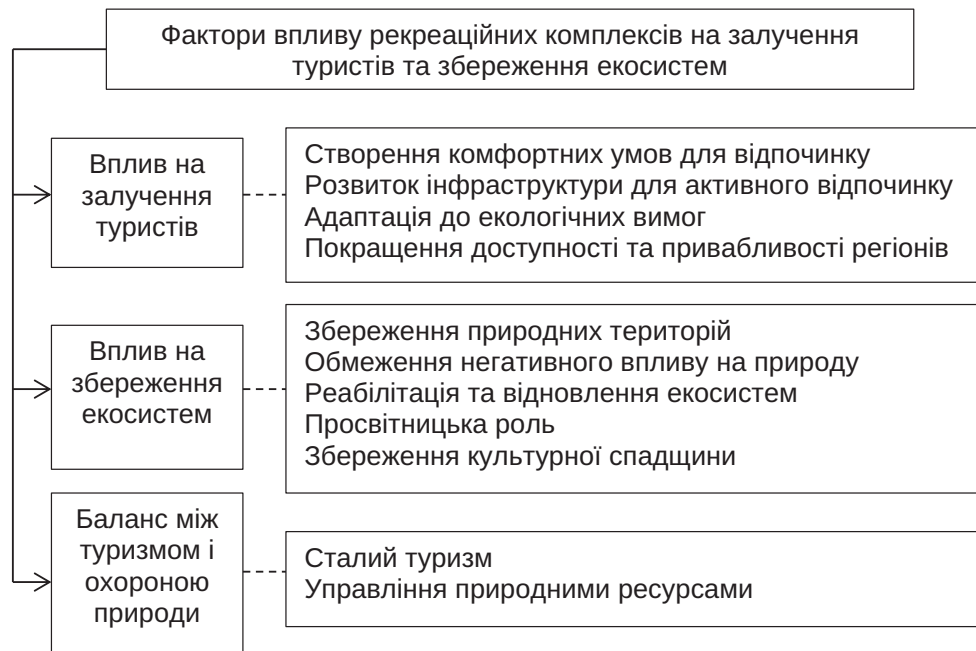 Фактори впливу рекреаційних комплексів на залучення
туристів та збереження екосистем
Вплив на
залучення
туристів
Створення комфортних умов для відпочинку
Розвиток інфраструктури для активного відпочинку
Адаптація до екологічних вимог
Покращення доступності та привабливості регіонів
Вплив на
збереження
екосистем
Збереження природних територій
Обмеження негативного впливу на природу
Реабілітація та відновлення екосистем
Просвітницька роль
Збереження культурної спадщини
Баланс між
туризмом і
охороною
природи
Сталий туризм
Управління природними ресурсами